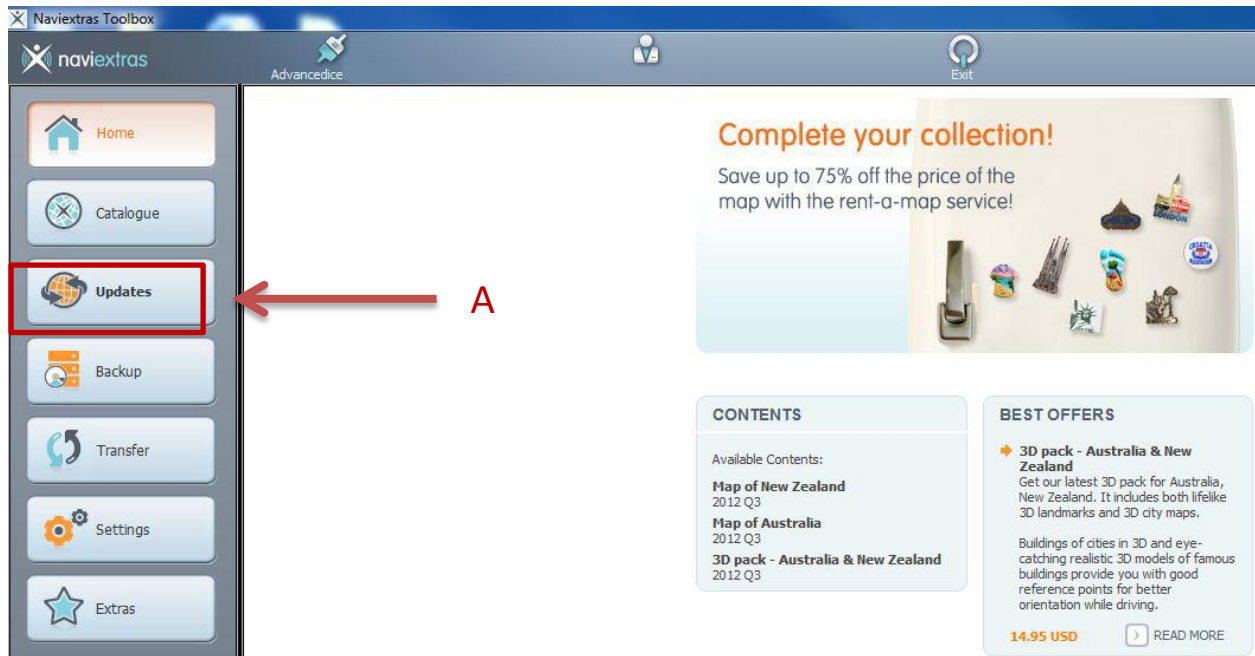 Naviextras Toolbox
naviextras
Advancedice
Exit
Home
Catalogue
Updates
Backup
Transfer
Settings
Extras
A
Complete your collection!
Save up to 75% off the price of the
map with the rent-a-map service!
LONDON
CROATIA
CONTENTS
Available Contents:
Map of New Zealand
2012 Q3
Map of Australia
2012 Q3
3D pack - Australia & New Zealand
2012 Q3
BEST OFFERS
3D pack - Australia & New
Zealand
Get our latest 3D pack for Australia,
New Zealand. It includes both lifelike
3D landmarks and 3D city maps.
Buildings of cities in 3D and eye-
catching realistic 3D models of famous
buildings provide you with good
reference points for better
orientation while driving.
14.95 USD
READ MORE